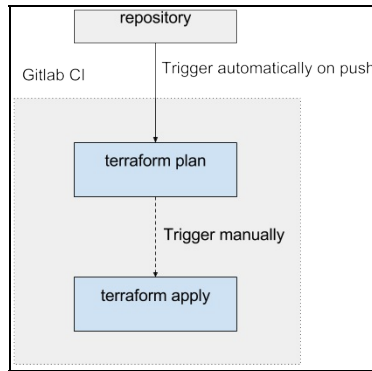 repository
Gitlab CI
Trigger automatically on push
terraform plan
Trigger manually
terraform apply